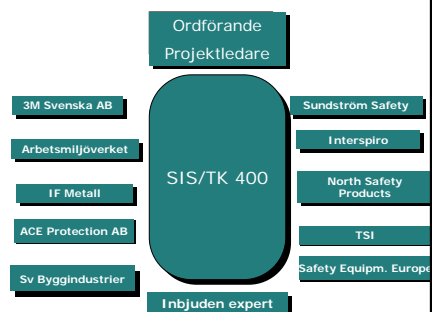 Ordförande
Projektledare
3M Svenska AB
Arbetsmiljöverket
IF Metall
ACE Protection AB
Sv Byggindustrier
SIS/TK 400
Sundström Safety
Interspiro
North Safety
Products
TSI
Safety Equipm. Europe
Inbjuden expert